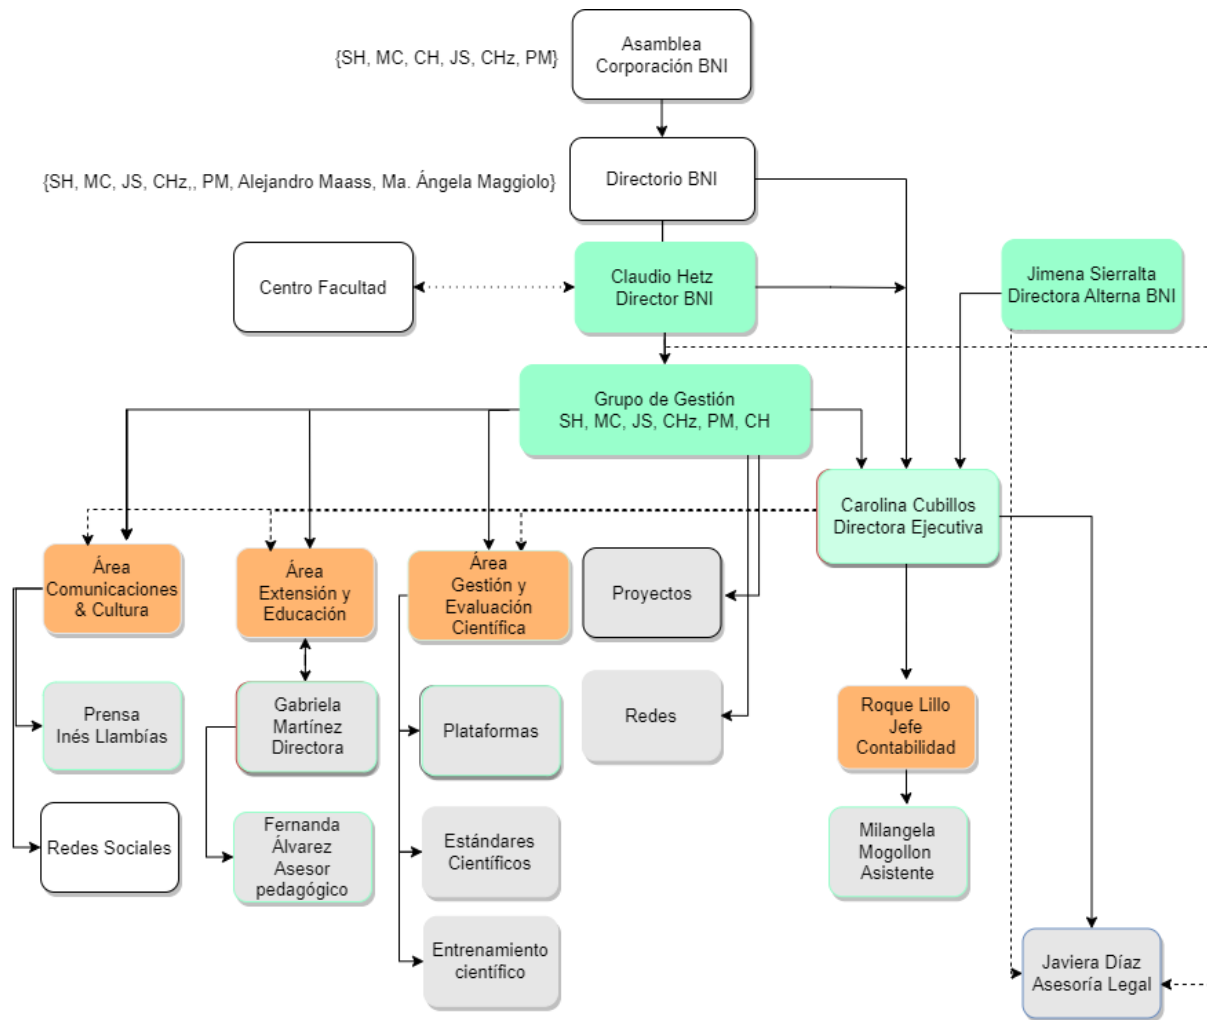 Asamblea
Corporación BNI
{SH, MC, CH, JS, CHz, PM}
Directorio BNI
{SH, MC, JS, CHz,, PM, Alejandro Maass, Ma. Ángela Maggiolo}
Centro Facultad
Claudio Hetz
Director BNI
Jimena Sierralta
Directora Alterna BNI
Grupo de Gestión
SH, MC, JS, CHz, PM, CH
Carolina Cubillos
Directora Ejecutiva
Área
Comunicaciones
& Cultura
Área
Extensión y
Educación
Área
Gestión y
Evaluación
Científica
Proyectos
Prensa
Inés Llambías
Gabriela
Martínez
Directora
Plataformas
Redes
Roque Lillo
Jefe
Contabilidad
Redes Sociales
Fernanda
Álvarez
Asesor
pedagógico
Estándares
Científicos
Milangela
Mogollon
Asistente
Entrenamiento
científico
Javiera Díaz
Asesoría Legal